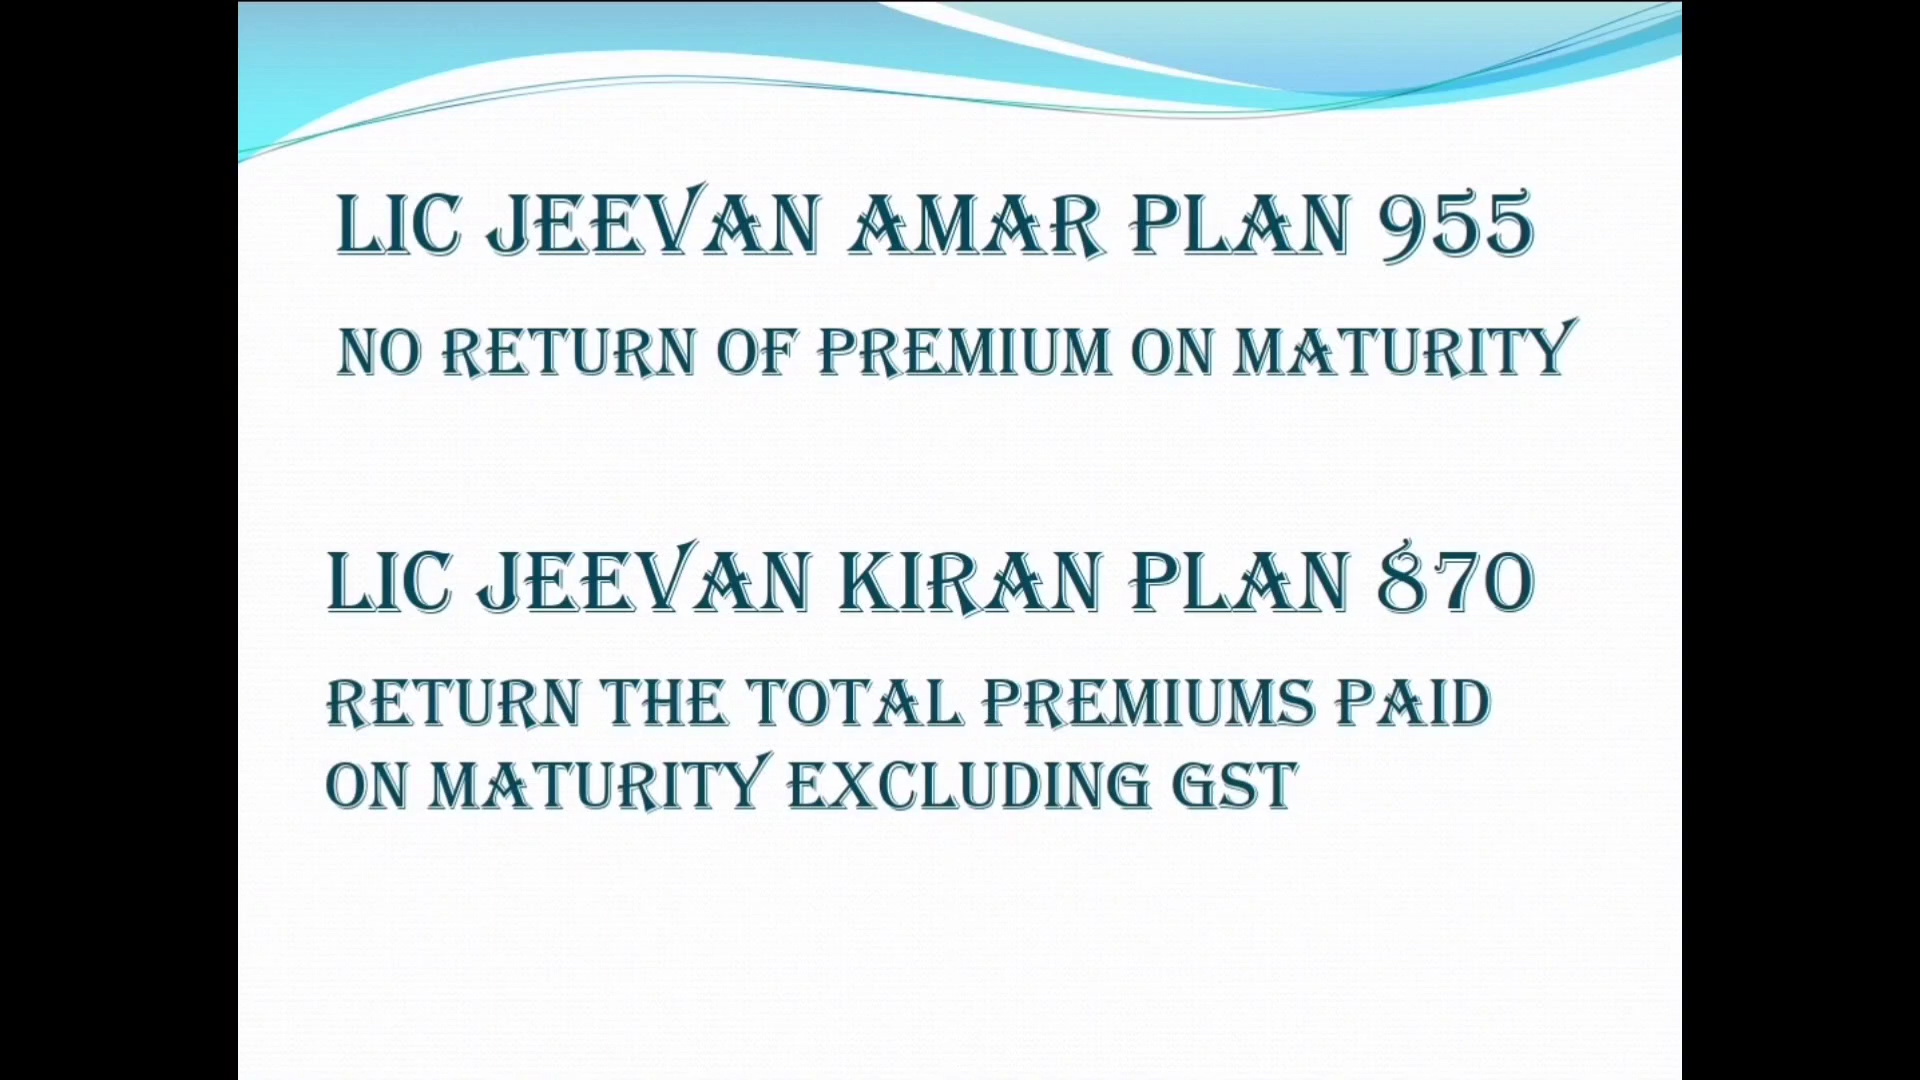 LIC JEEVAN AMAR PLAN 955
NO RETURN OF PREMIUM ON MATURITY
LIC JEEVAN KIRAN PLAN 870
RETURN THE TOTAL PREMIUMS PAID
ON MATURITY EXCLUDING GST